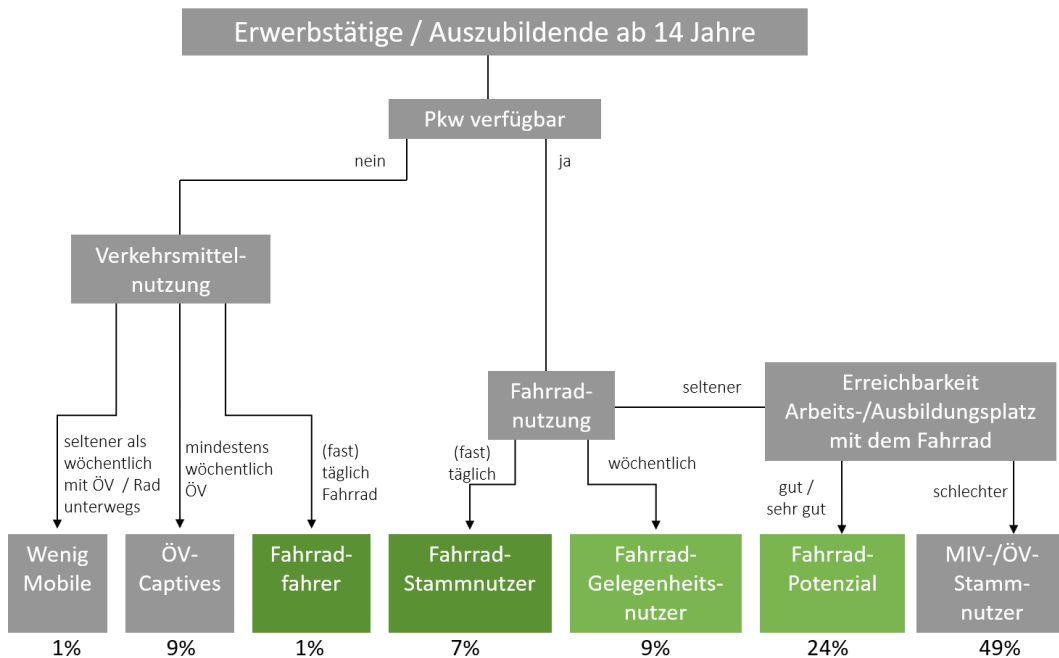 Erwerbstätige / Auszubildende ab 14 Jahre
Pkw verfügbar
nein
ja
Verkehrsmittel-
nutzung
Fahrrad-
nutzung
seltener
Erreichbarkeit
Arbeits-/Ausbildungsplatz
mit dem Fahrrad
seltener als
wöchentlich
mit ÖV / Rad
unterwegs
mindestens
wöchentlich
ÖV
(fast)
täglich
Fahrrad
(fast)
täglich
wöchentlich
gut /
sehr gut
schlechter
Wenig
Mobile
ÖV-
Captives
Fahrrad-
fahrer
Fahrrad-
Stammnutzer
Fahrrad-
Gelegenheits-
nutzer
Fahrrad-
Potenzial
MIV-/ÖV-
Stamm-
nutzer
1%
9%
1%
7%
9%
24%
49%